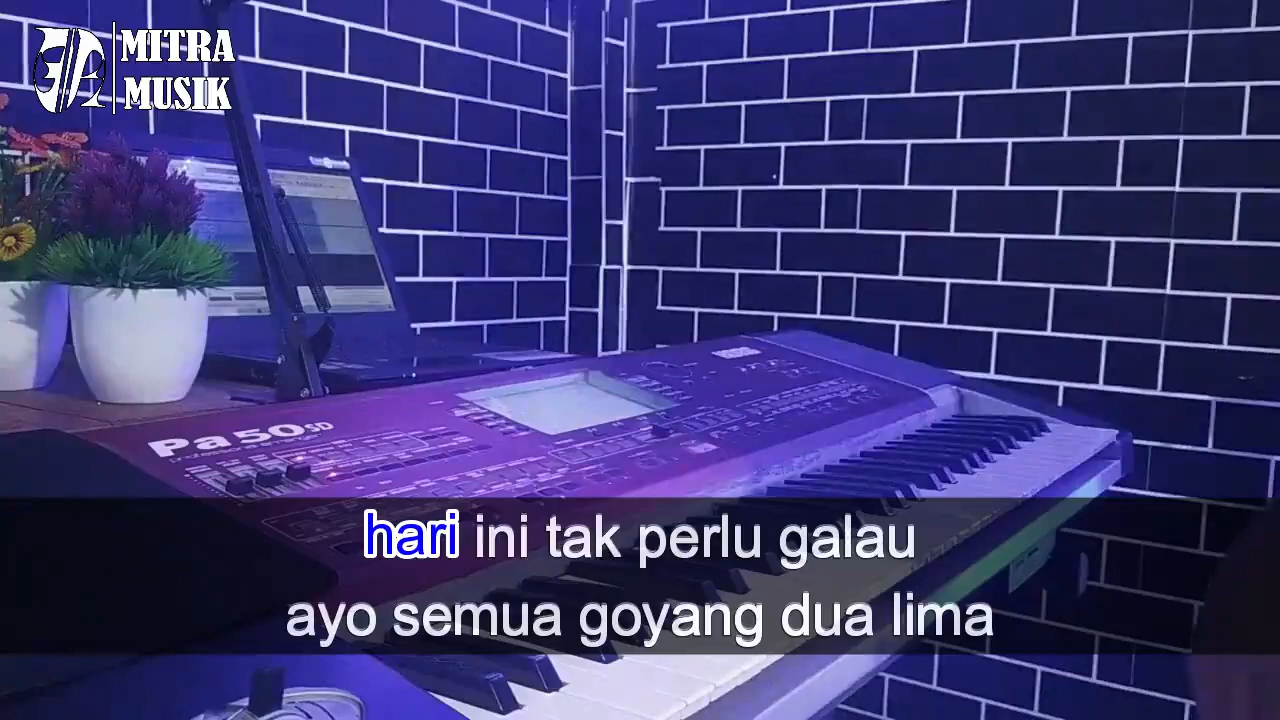 MITRA
MUSIK
Pa50SD
hari ini tak perlu galau
ayo semua goyang dua lima